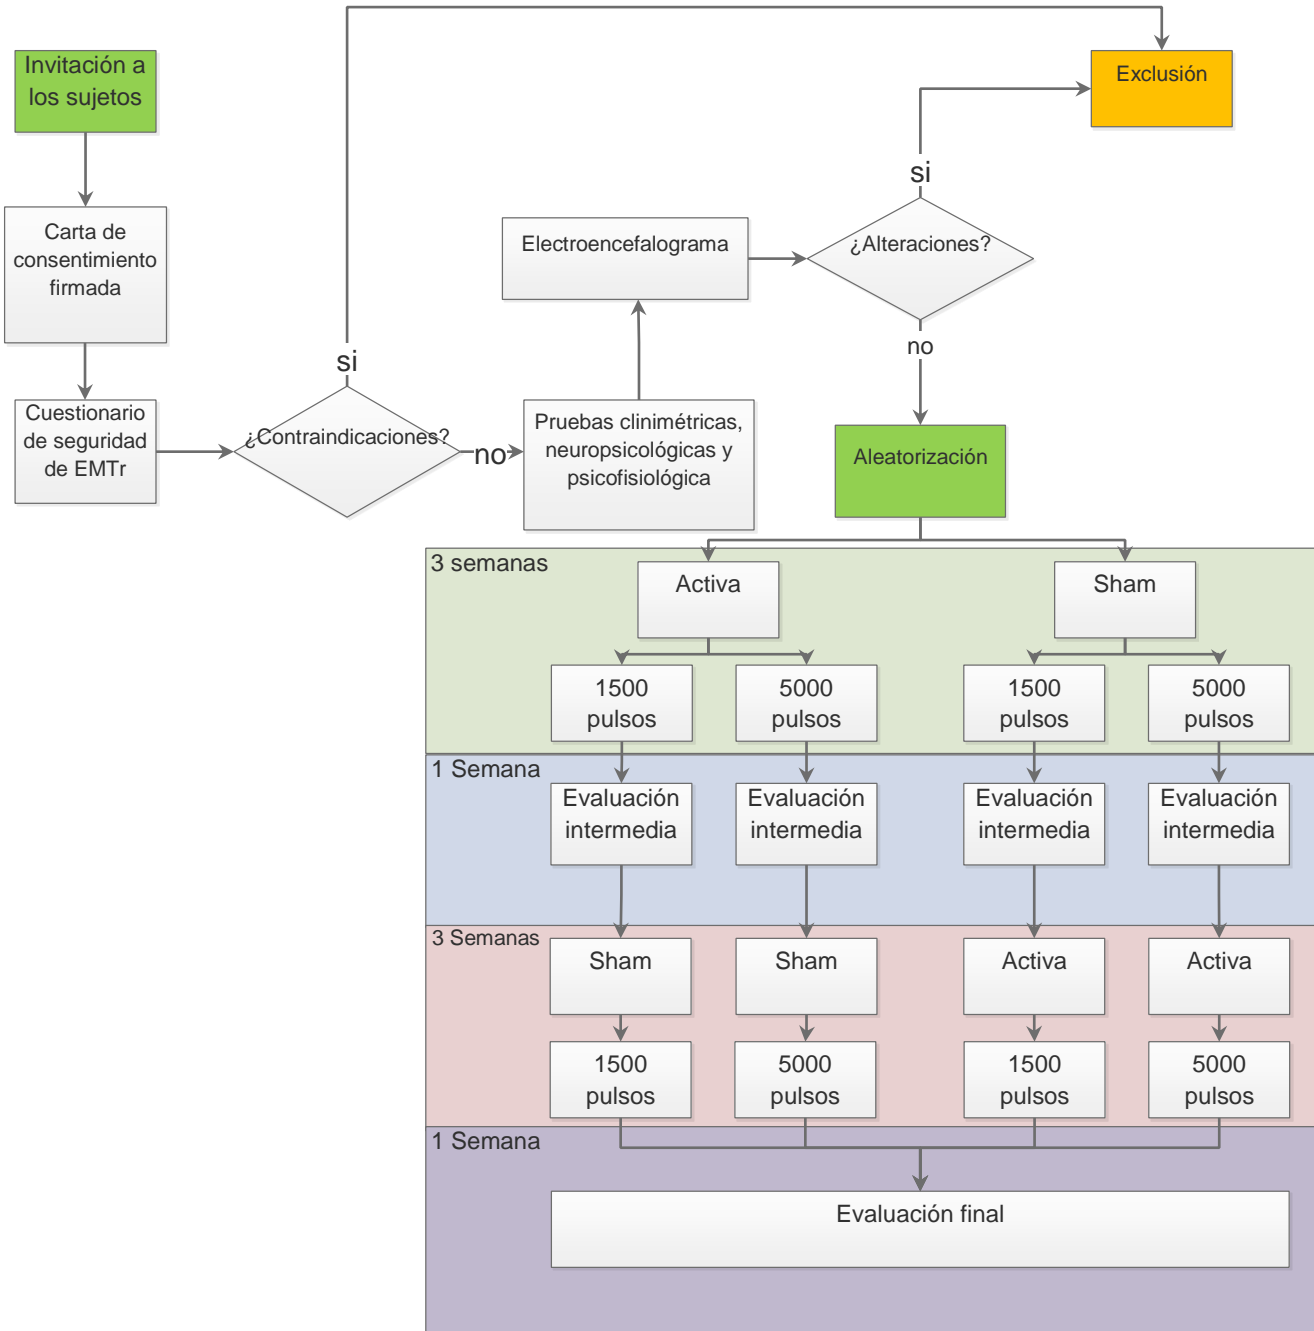 Invitación a
los sujetos
Carta de
consentimiento
firmada
Cuestionario
de seguridad
de EMTr
¿Contraindicaciones?
si
no
Pruebas clinimétricas,
neuropsicológicas y
psicofisiológica
Electroencefalograma
¿Alteraciones?
si
no
Exclusión
Aleatorización
3 semanas
Activa
Sham
1500
pulsos
5000
pulsos
1500
pulsos
5000
pulsos
1 Semana
Evaluación
intermedia
Evaluación
intermedia
Evaluación
intermedia
Evaluación
intermedia
3 Semanas
Sham
Sham
Activa
Activa
1500
pulsos
5000
pulsos
1500
pulsos
5000
pulsos
1 Semana
Evaluación final